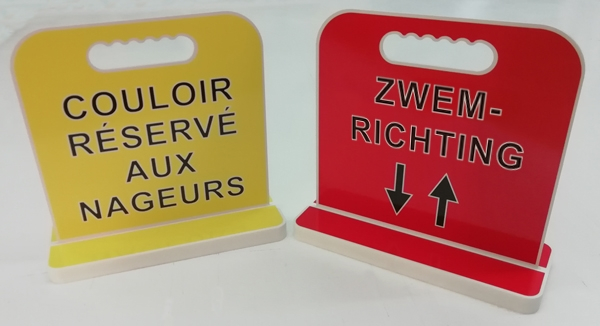 COULOIR
RÉSERVÉ
AUX
NAGEURS
ZWEM-
RICHTING